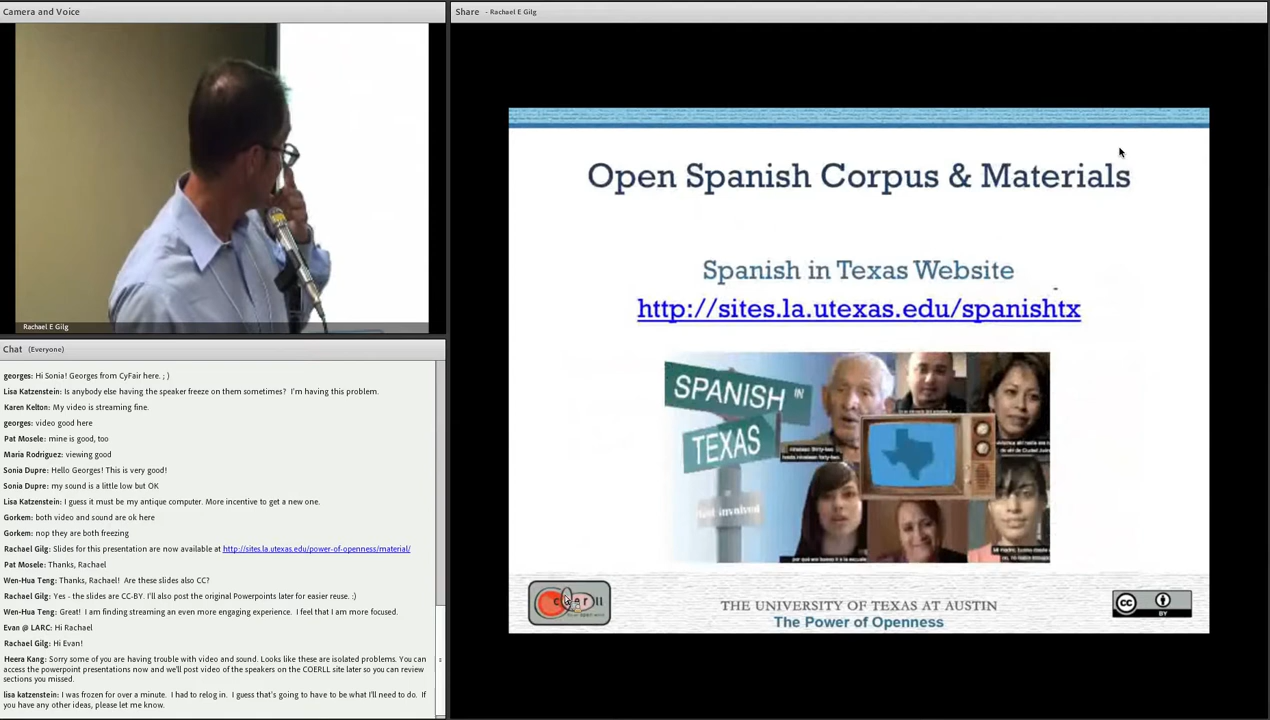 Camera and Voice
Rachael E Gilg
Chat (Everyone)
georges: Hi Sonia! Georges from CyFair here. ; )
Lisa Katzenstein: Is anybody else having the speaker freeze on them sometimes? I'm having this problem.
Karen Kelton: My video is streaming fine.
georges: video good here
Pat Mosele: mine is good, too
Maria Rodriguez: viewing good
Sonia Dupre: Hello Georges! This is very good!
Sonia Dupre: my sound is a little low but OK
Lisa Katzenstein: I guess it must be my antique computer. More incentive to get a new one.
Gorken: both video and sound are ok here
Gorken: nop they are both freezing
Rachael Gilg: Slides for this presentation are now available at http://sites.la.utexas.edu/power-of-openness/material/
Pat Mosele: Thanks, Rachael
Wen-Hua Teng: Thanks, Rachael! Are these slides also CC?
Rachael Gilg: Yes - the slides are CC-BY. I'll also post the original Powerpoints later for easier reuse. :)
Wen-Hua Teng: Great! I am finding streaming an even more engaging experience. I feel that I am more focused.
Evan @ LARC: Hi Rachael
Rachael Gilg: Hi Evan!
Heera Kang: Sorry some of you are having trouble with video and sound. Looks like these are isolated problems. You can
access the powerpoint presentations now and we'll post video of the speakers on the COERLL site later so you can review
sections you missed.
lisa katzenstein: I was frozen for over a minute. I had to relog in. I guess that's going to have to be what I'll need to do. If
you have any other ideas, please let me know.
Share - Rachael E Gilg
Open Spanish Corpus & Materials
Spanish in Texas Website
http://sites.la.utexas.edu/spanishtx
SPANISH IN
TEXAS
Get involved
coerll
THE UNIVERSITY OF TEXAS AT AUSTIN
The Power of Openness
cc
BY